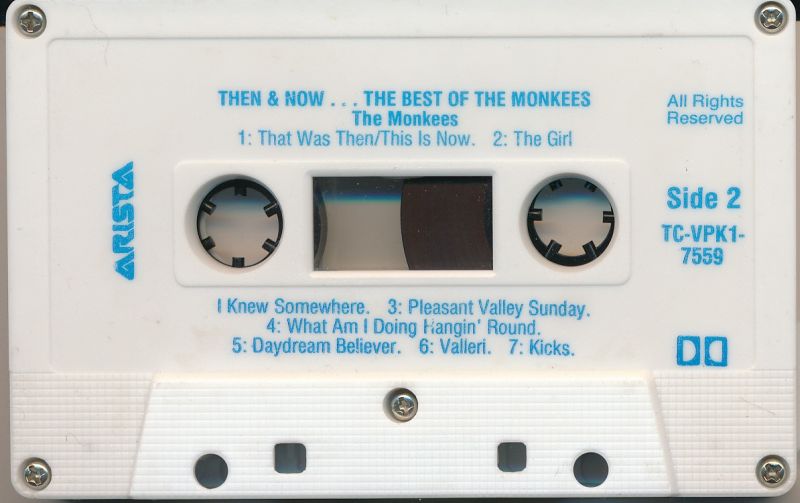 THEN & NOW . . . THE BEST OF THE MONKEES
The Monkees
1: That Was Then/This Is Now. 2: The Girl
All Rights
Reserved
ARISTA
Side 2
TC-VPK1-
7559
I Knew Somewhere. 3: Pleasant Valley Sunday.
4: What Am I Doing Hangin' Round.
5: Daydream Believer. 6: Valleri. 7: Kicks.